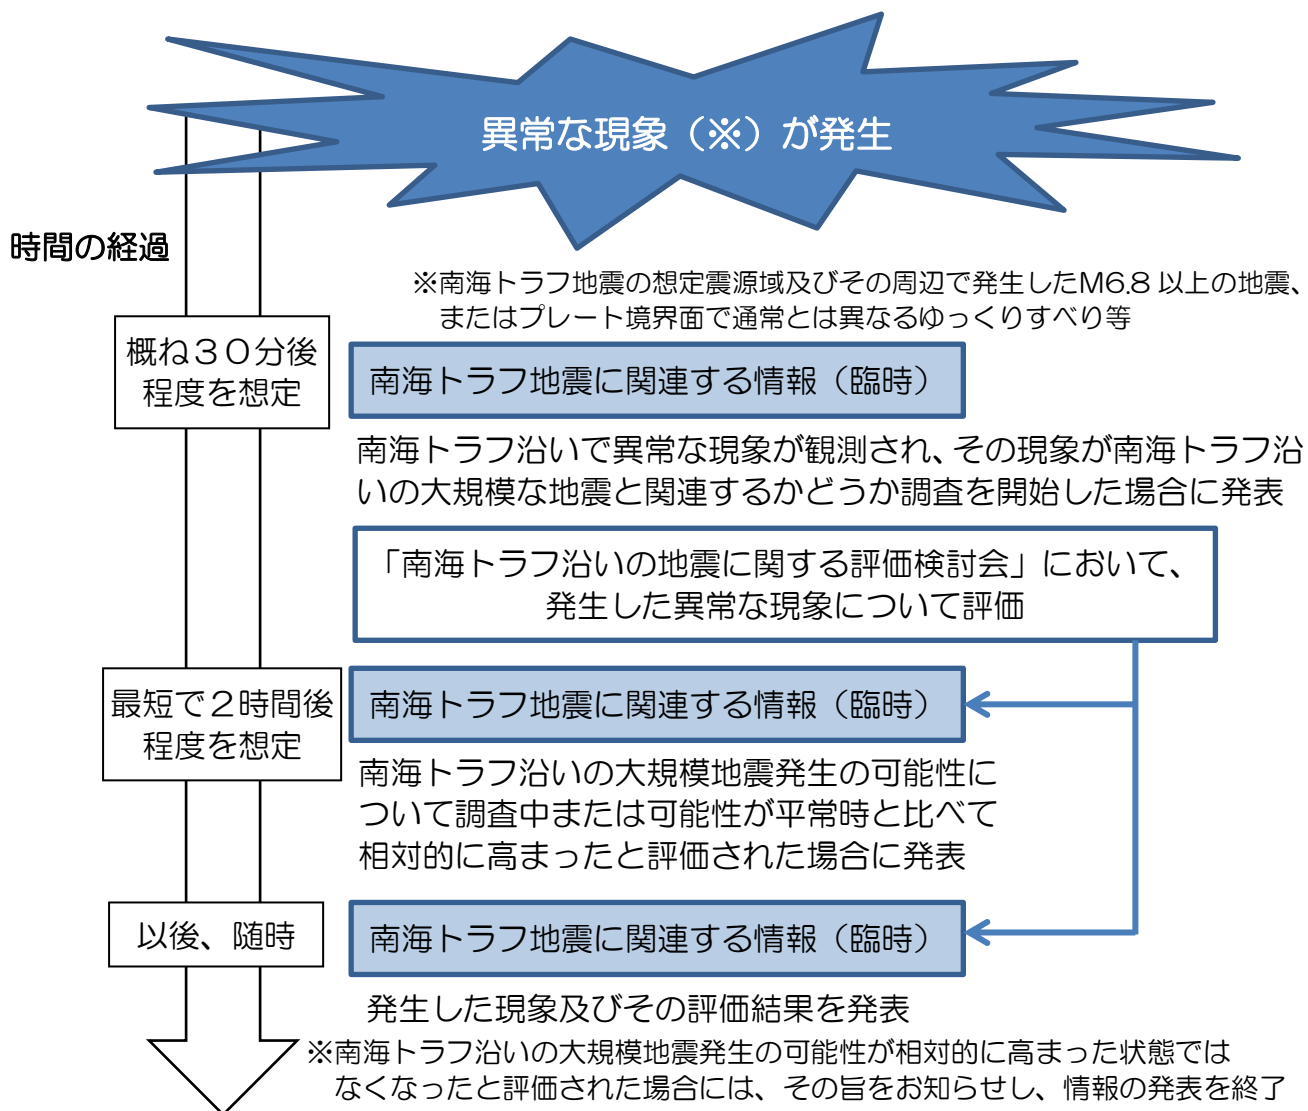 異常な現象（※）が発生
時間の経過
※南海トラフ地震の想定震源域及びその周辺で発生したM6.8 以上の地震、
またはプレート境界面で通常とは異なるゆっくりすべり等
概ね３０分後
程度を想定
南海トラフ地震に関連する情報（臨時）
南海トラフ沿いで異常な現象が観測され、その現象が南海トラフ沿
いの大規模な地震と関連するかどうか調査を開始した場合に発表
「南海トラフ沿いの地震に関する評価検討会」において、
発生した異常な現象について評価
最短で２時間後
程度を想定
南海トラフ地震に関連する情報（臨時）
南海トラフ沿いの大規模地震発生の可能性に
ついて調査中または可能性が平常時と比べて
相対的に高まったと評価された場合に発表
以後、随時
南海トラフ地震に関連する情報（臨時）
発生した現象及びその評価結果を発表
※南海トラフ沿いの大規模地震発生の可能性が相対的に高まった状態では
なくなったと評価された場合には、その旨をお知らせし、情報の発表を終了